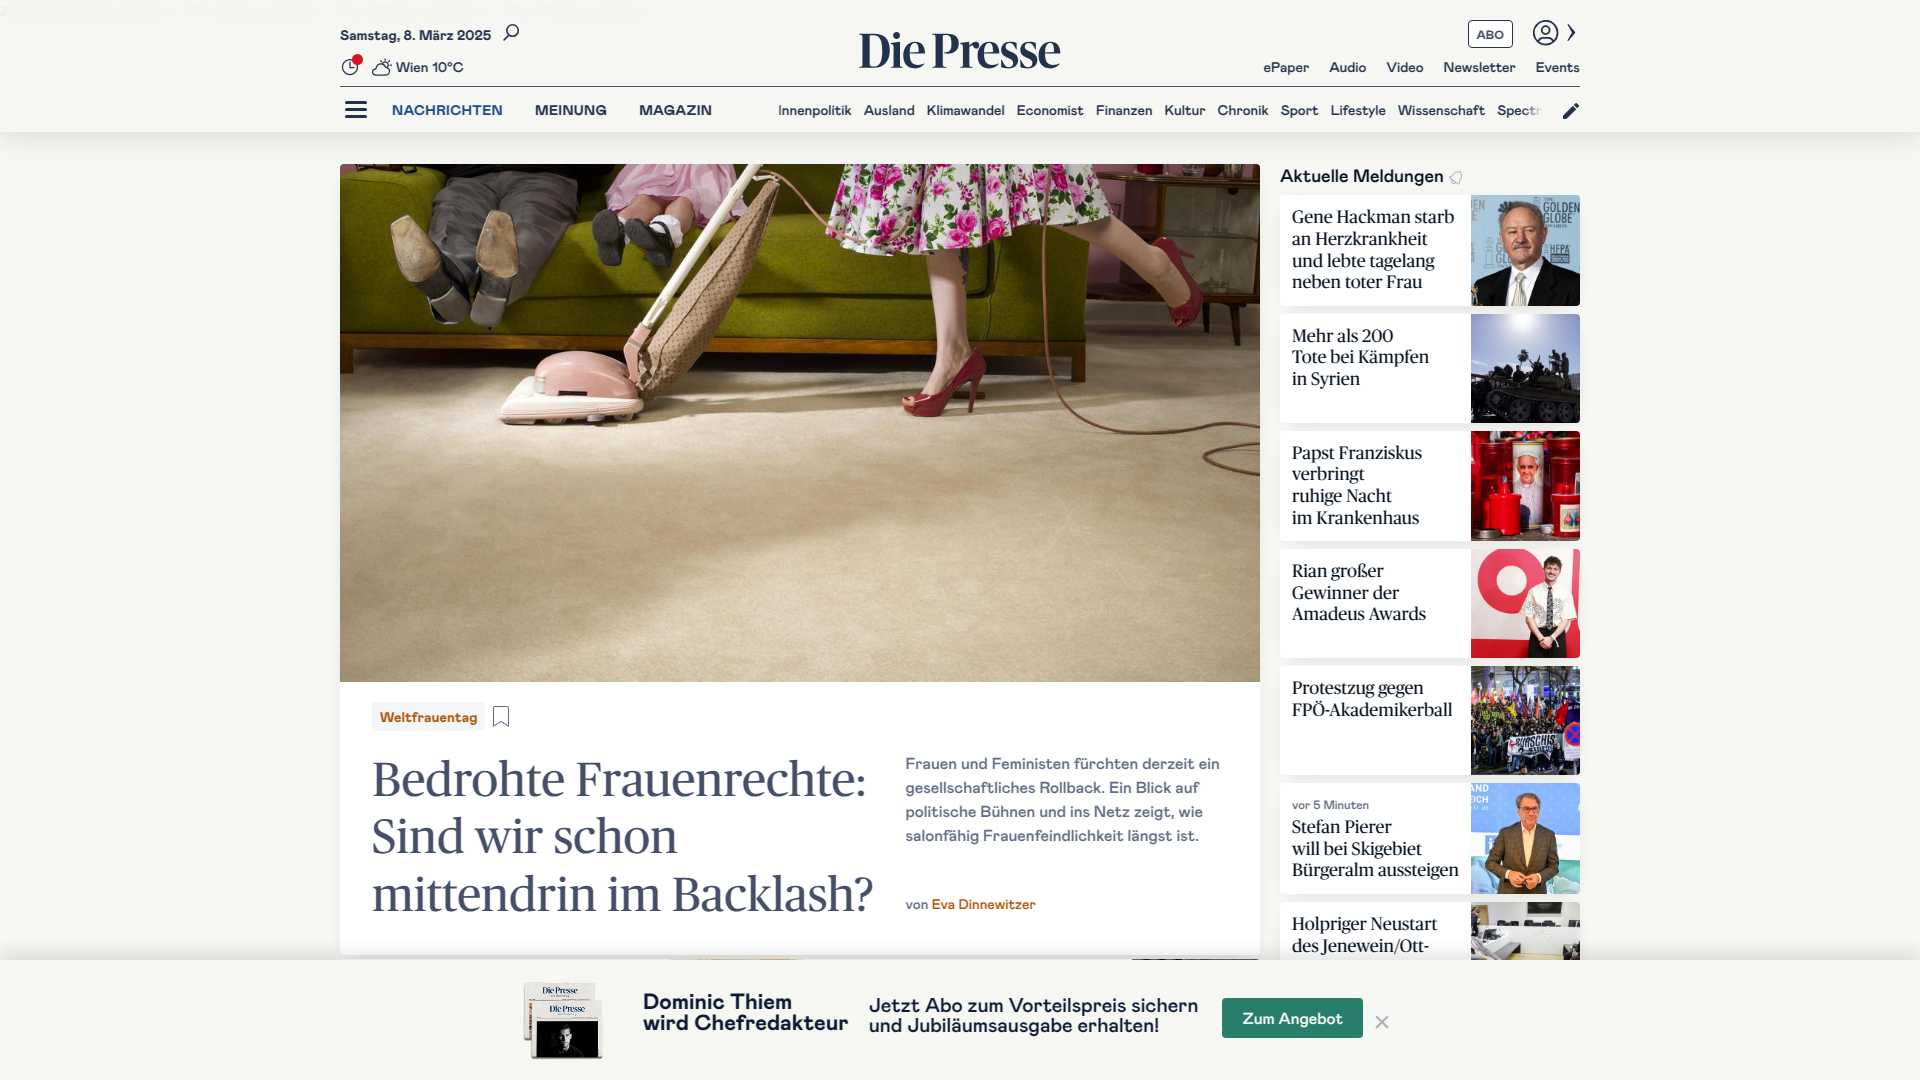 Samstag, 8. März 2025
Wien 10°C
Die Presse
ABO
ePaper Audio Video Newsletter Events
NACHRICHTEN MEINUNG MAGAZIN
Innenpolitik Ausland Klimawandel Economist Finanzen Kultur Chronik Sport Lifestyle Wissenschaft Spectr
Weltfrauentag
Bedrohte Frauenrechte:
Sind wir schon
mittendrin im Backlash?
Frauen und Feministen fürchten derzeit ein
gesellschaftliches Rollback. Ein Blick auf
politische Bühnen und ins Netz zeigt, wie
salonfähig Frauenfeindlichkeit längst ist.
von Eva Dinnewitzer
Aktuelle Meldungen
Gene Hackman starb
an Herzkrankheit
und lebte tagelang
neben toter Frau
GOLDEN
GLOBE
HFPA
Mehr als 200
Tote bei Kämpfen
in Syrien
Papst Franziskus
verbringt
ruhige Nacht
im Krankenhaus
Rian großer
Gewinner der
Amadeus Awards
Protestzug gegen
FPÖ-Akademikerball
BURSCHIS
vor 5 Minuten
Stefan Pierer
will bei Skigebiet
Bürgeralm aussteigen
Holpriger Neustart
des Jenewein/Ott-
Die Presse
Die Presse
Dominic Thiem
wird Chefredakteur
Jetzt Abo zum Vorteilspreis sichern
und Jubiläumsausgabe erhalten!
Zum Angebot